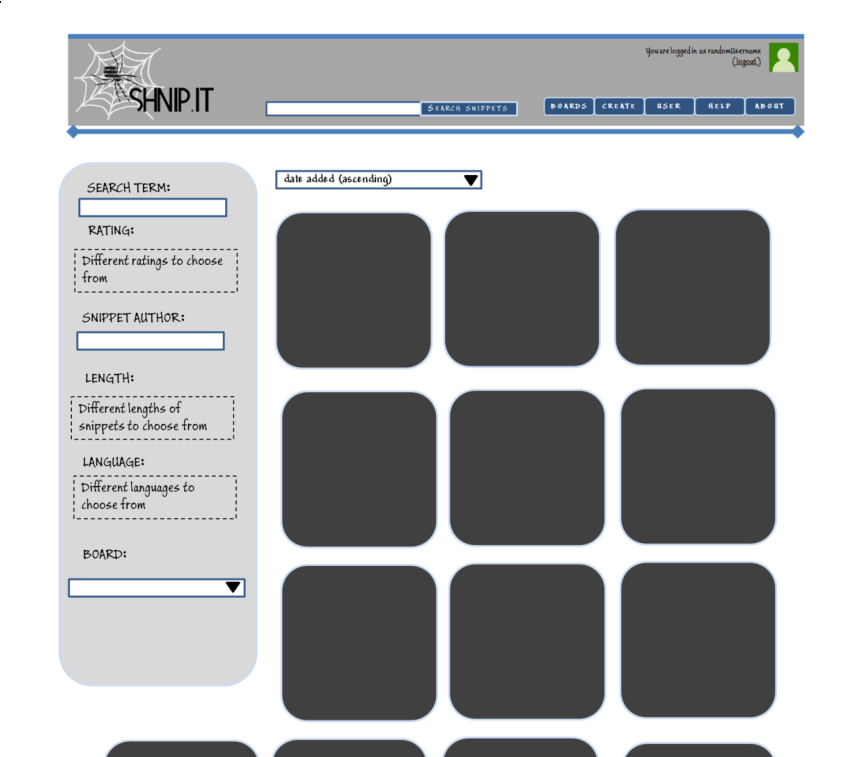 You are logged in as randomUsername
(logout)
SHNIP.IT
SEARCH SNIPPETS
BOARDS CREATE USER HELP ABOUT
date added (ascending)
SEARCH TERM:
RATING:
Different ratings to choose
from
SNIPPET AUTHOR:
LENGTH:
Different lengths of
snippets to choose from
LANGUAGE:
Different languages to
choose from
BOARD: